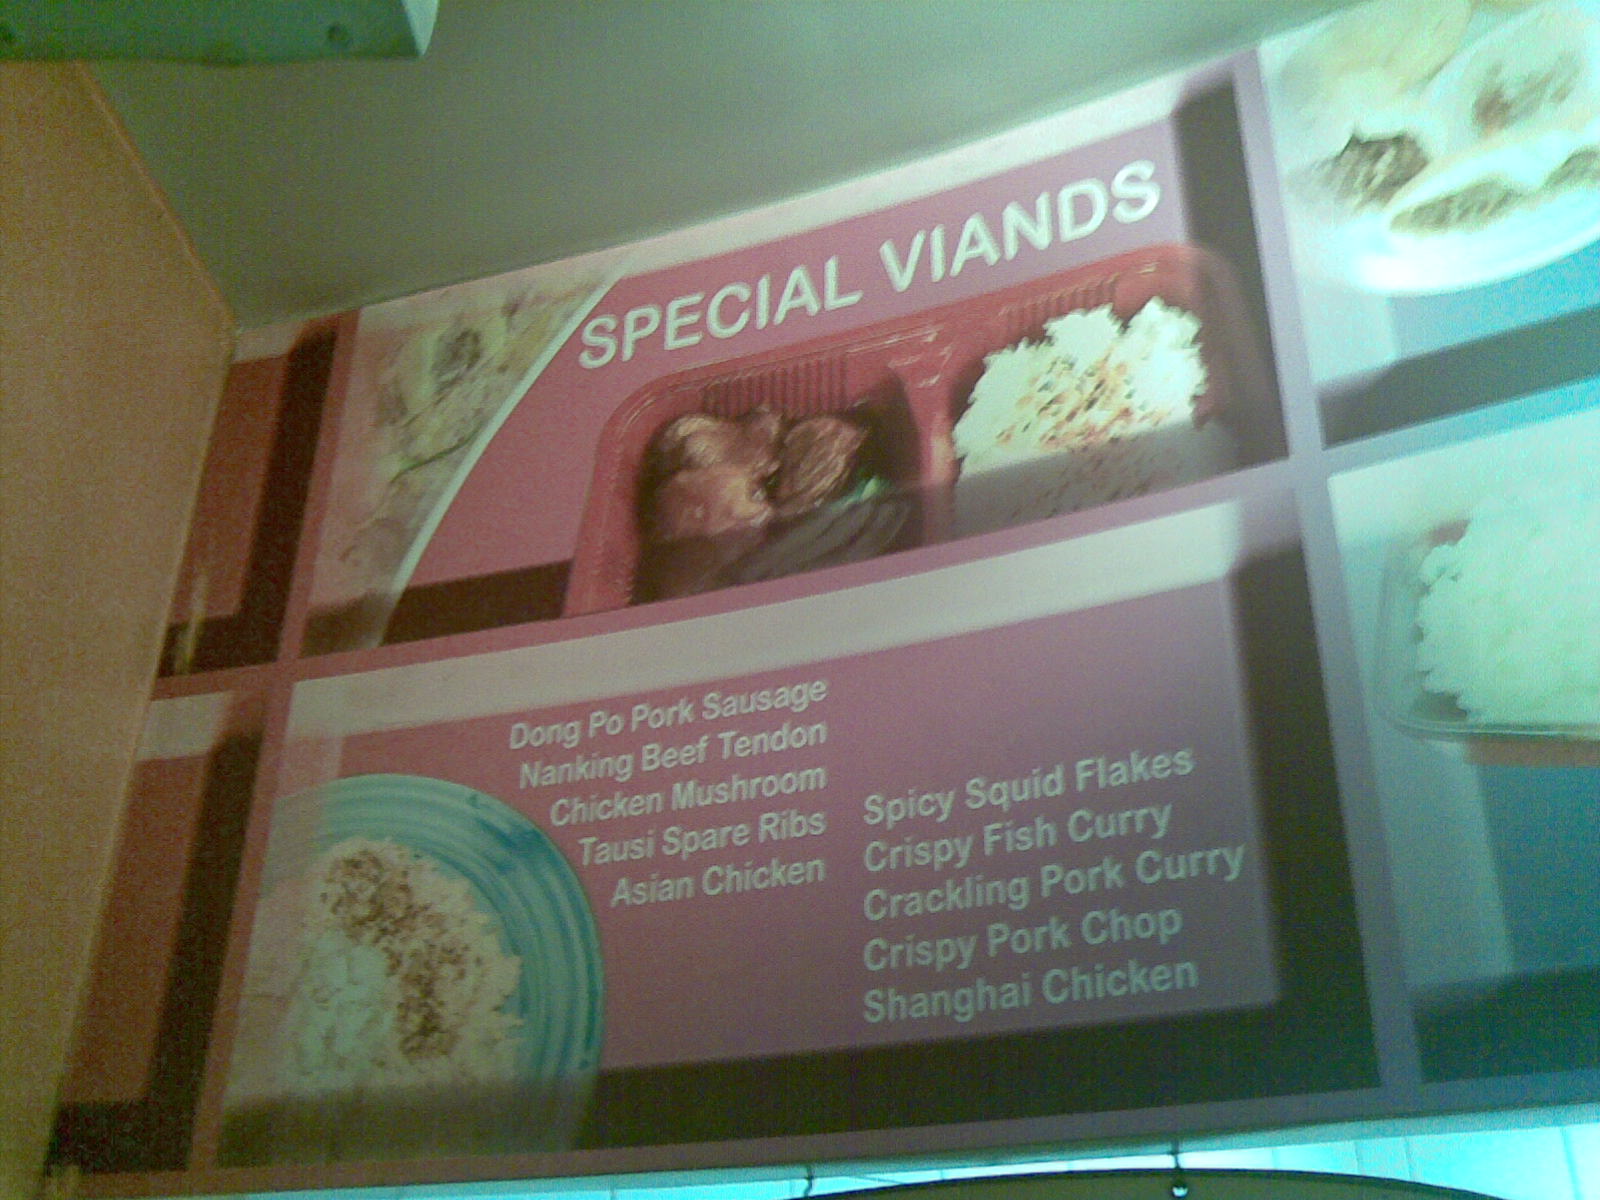 SPECIAL VIANDS
Dong Po Pork Sausage
Nanking Beef Tendon
Chicken Mushroom
Tausi Spare Ribs
Asian Chicken
Spicy Squid Flakes
Crispy Fish Curry
Crackling Pork Curry
Crispy Pork Chop
Shanghai Chicken